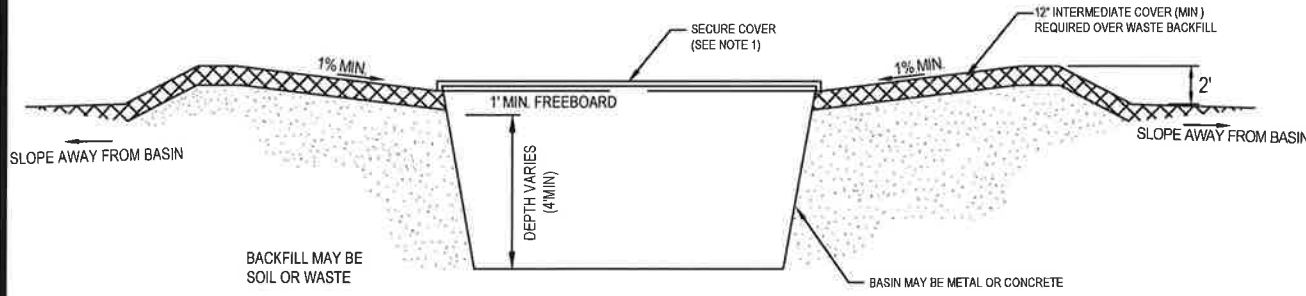 12" INTERMEDIATE COVER (MIN)
REQUIRED OVER WASTE BACKFILL
SECURE COVER
(SEE NOTE 1)
1% MIN.
1% MIN.
2'
1' MIN. FREEBOARD
SLOPE AWAY FROM BASIN
SLOPE AWAY FROM BASIN
DEPTH VARIES
(4'MIN)
BACKFILL MAY BE
SOIL OR WASTE
BASIN MAY BE METAL OR CONCRETE